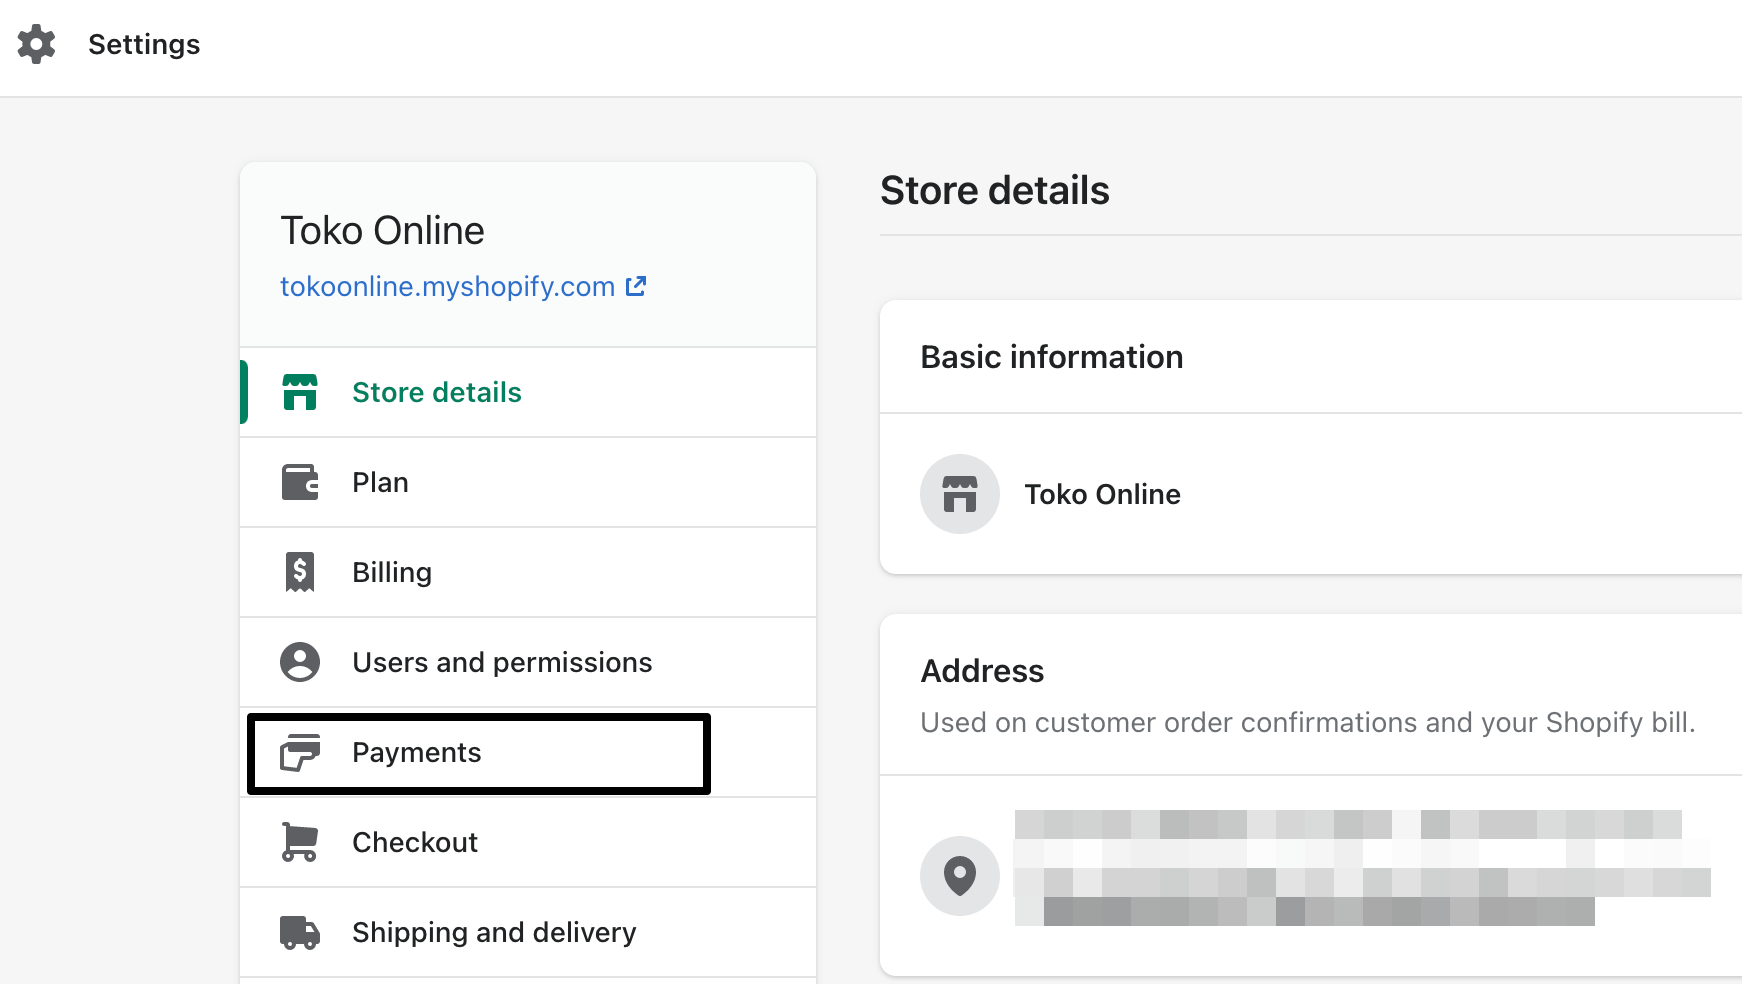 Settings
Toko Online
tokoonline.myshopify.com
Store details
Plan
Billing
Users and permissions
Payments
Checkout
Shipping and delivery
Store details
Basic information
Toko Online
Address
Used on customer order confirmations and your Shopify bill.